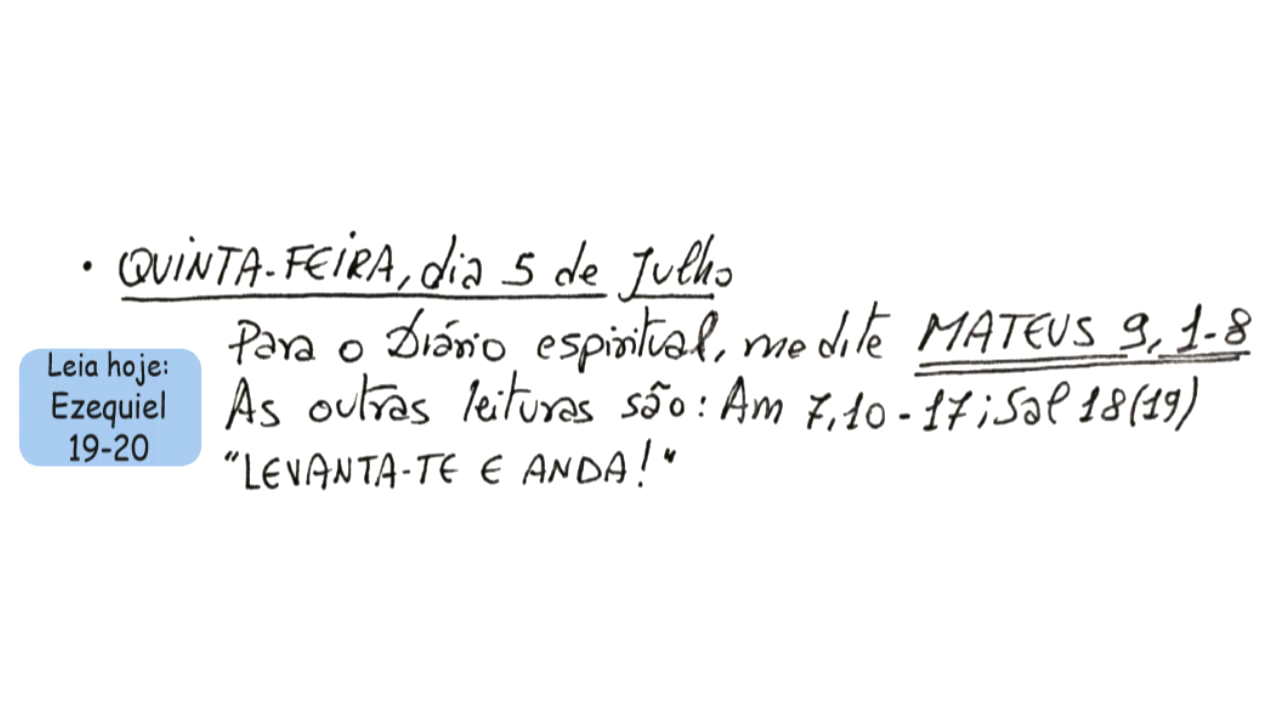 • QUINTA-FEIRA, dia 5 de Julho
Para o Diário espiritual, medite MATEUS 9, 1-8
As outras leituras são: Am 7,10-17; Sal 18(19)
"LEVANTA-TE E ANDA!"
Leia hoje:
Ezequiel
19-20